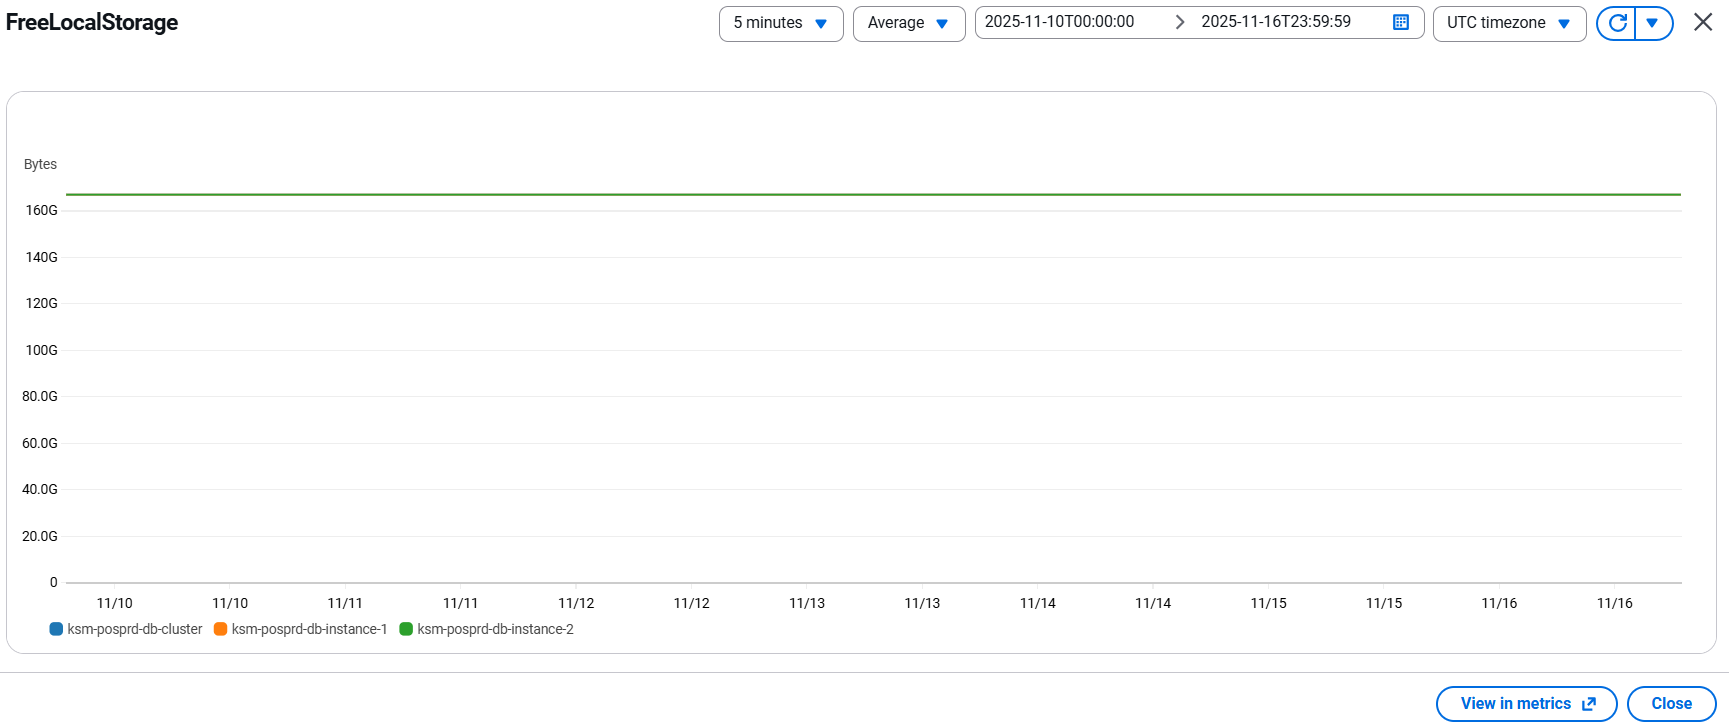 FreeLocalStorage
5 minutes
Average
2025-11-10T00:00:00
2025-11-16T23:59:59
UTC timezone
Bytes
160G
140G
120G
100G
80.0G
60.0G
40.0G
20.0G
0
11/10 11/10 11/11 11/11 11/12 11/12 11/13 11/13 11/14 11/14 11/15 11/15 11/16 11/16
ksm-posprd-db-cluster ksm-posprd-db-instance-1 ksm-posprd-db-instance-2
View in metrics
Close